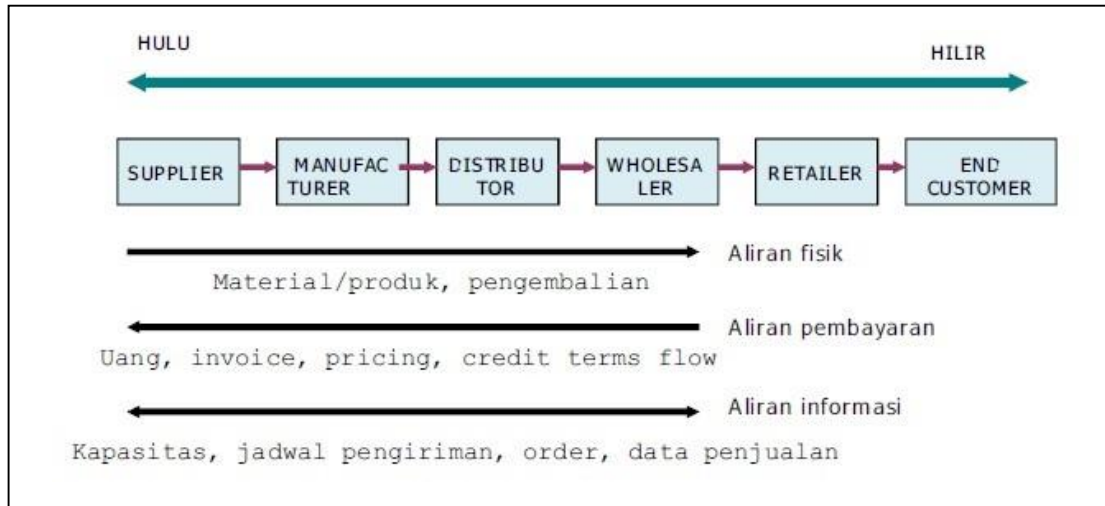 HULU
HILIR
SUPPLIER
MANUFAC
TURER
DISTRIBU
TOR
WHOLESA
LER
RETAILER
END
CUSTOMER
Aliran fisik
Material/produk, pengembalian
Aliran pembayaran
Uang, invoice, pricing, credit terms flow
Aliran informasi
Kapasitas, jadwal pengiriman, order, data penjualan